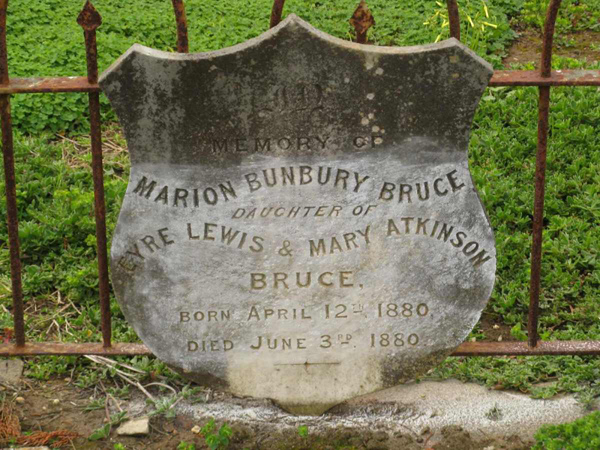 IN
MEMORY OF
MARION BUNBURY BRUCE,
DAUGHTER OF
EYRE LEWIS & MARY ATKINSON
BRUCE.
BORN APRIL 12TH 1880.
DIED JUNE 3RD 1880.